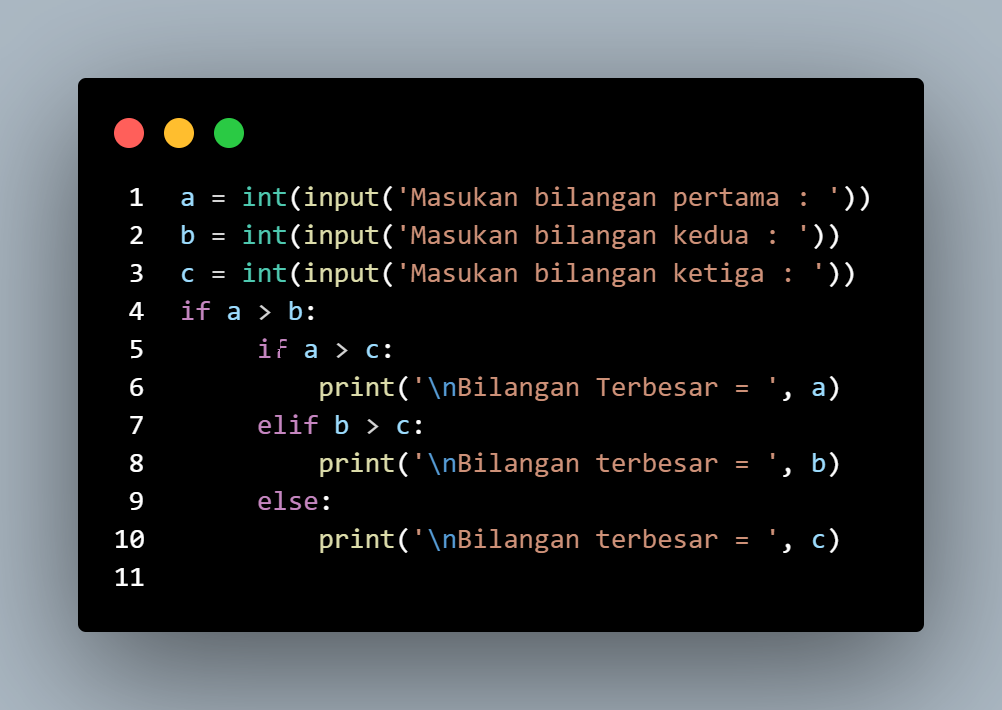 1 a = int(input('Masukan bilangan pertama : '))
2 b = int(input('Masukan bilangan kedua : '))
3 c = int(input('Masukan bilangan ketiga : '))
4 if a > b:
5      if a > c:
6          print('\nBilangan Terbesar = ', a)
7      elif b > c:
8          print('\nBilangan terbesar = ', b)
9      else:
10          print('\nBilangan terbesar = ', c)
11